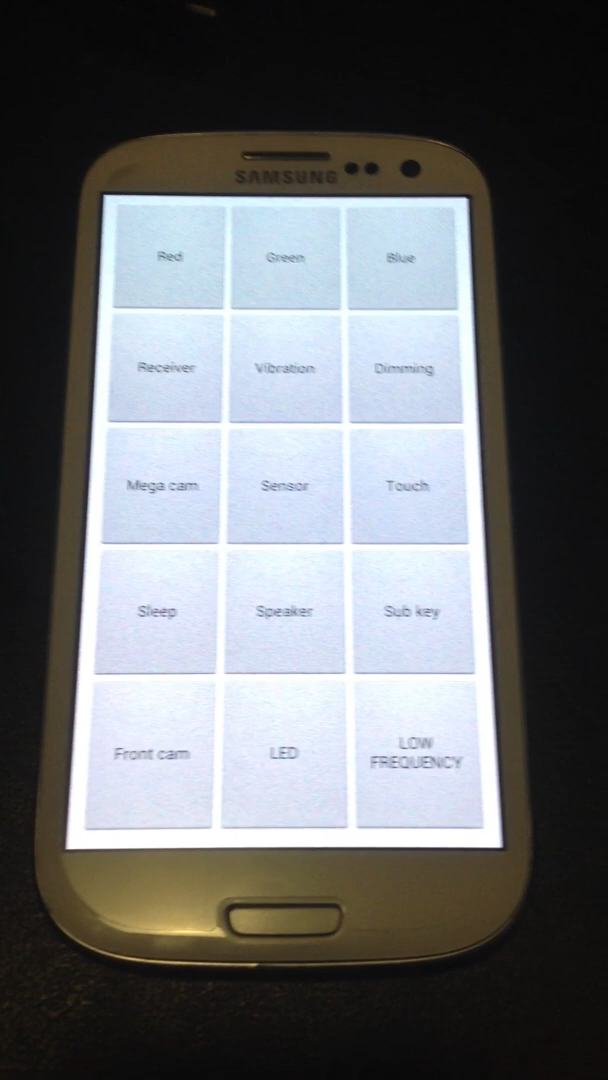 SAMSUNG
Red Green Blue
Receiver Vibration Dimming
Mega cam Sensor Touch
Sleep Speaker Sub key
Front cam LED LOW
FREQUENCY